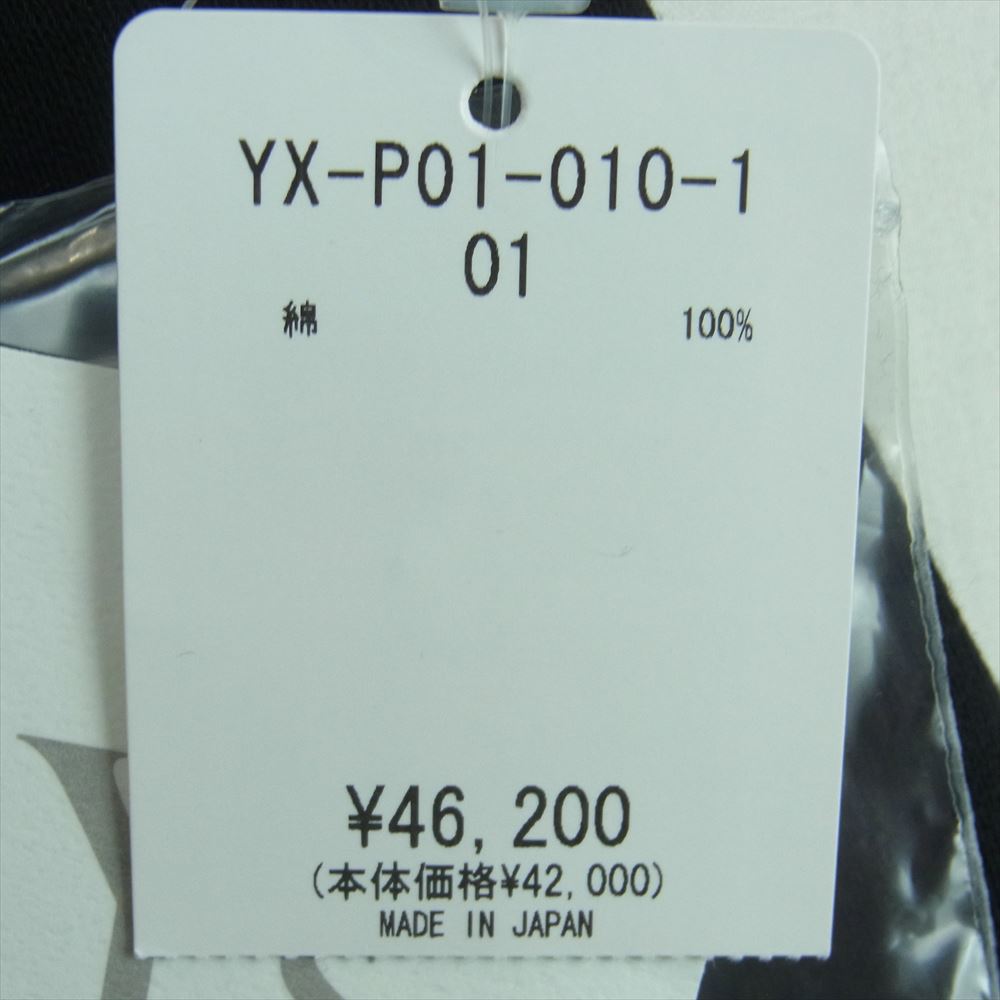 YX-P01-010-1
01
綿 100%
¥46,200
(本体価格¥42,000)
MADE IN JAPAN